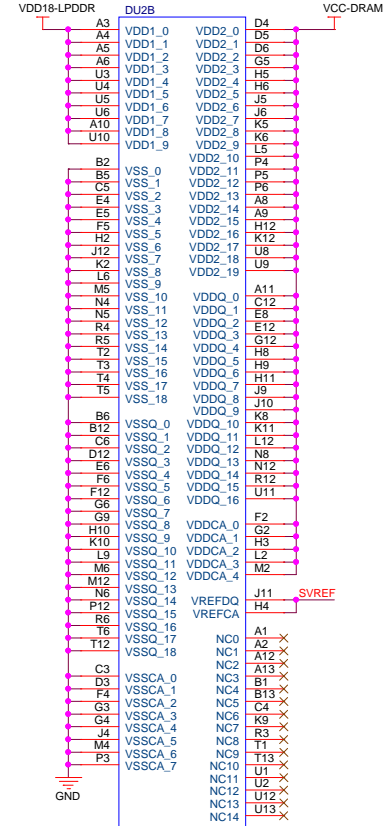 VDD18-LPDDR
DU2B
VCC-DRAM
A3 VDD1_0
A4 VDD1_1
A5 VDD1_2
A6 VDD1_3
U3 VDD1_4
U4 VDD1_5
U5 VDD1_6
U6 VDD1_7
A10 VDD1_8
U10 VDD1_9
B2 VSS_0
B5 VSS_1
C5 VSS_2
E4 VSS_3
E5 VSS_4
F5 VSS_5
H2 VSS_6
J12 VSS_7
K2 VSS_8
L6 VSS_9
M5 VSS_10
N4 VSS_11
N5 VSS_12
R4 VSS_13
R5 VSS_14
T2 VSS_15
T3 VSS_16
T4 VSS_17
T5 VSS_18
B6 VSSQ_0
B12 VSSQ_1
C6 VSSQ_2
D12 VSSQ_3
E6 VSSQ_4
F6 VSSQ_5
F12 VSSQ_6
G6 VSSQ_7
G9 VSSQ_8
H10 VSSQ_9
K10 VSSQ_10
L9 VSSQ_11
M6 VSSQ_12
M12 VSSQ_13
N6 VSSQ_14
P12 VSSQ_15
R6 VSSQ_16
T6 VSSQ_17
T12 VSSQ_18
C3 VSSCA_0
D3 VSSCA_1
F4 VSSCA_2
G3 VSSCA_3
G4 VSSCA_4
J4 VSSCA_5
M4 VSSCA_6
P3 VSSCA_7
GND
VDD2_0 D4
VDD2_1 D5
VDD2_2 D6
VDD2_3 G5
VDD2_4 H5
VDD2_5 H6
VDD2_6 J5
VDD2_7 J6
VDD2_8 K5
VDD2_9 K6
VDD2_10 L5
VDD2_11 P4
VDD2_12 P5
VDD2_13 P6
VDD2_14 A8
VDD2_15 A9
VDD2_16 H12
VDD2_17 K12
VDD2_18 U8
VDD2_19 U9
VDDQ_0 A11
VDDQ_1 C12
VDDQ_2 E8
VDDQ_3 E12
VDDQ_4 G12
VDDQ_5 H8
VDDQ_6 H9
VDDQ_7 H11
VDDQ_8 J9
VDDQ_9 J10
VDDQ_10 K8
VDDQ_11 K11
VDDQ_12 L12
VDDQ_13 N8
VDDQ_14 N12
VDDQ_15 R12
VDDQ_16 U11
VDDCA_0 F2
VDDCA_1 G2
VDDCA_2 H3
VDDCA_3 L2
VDDCA_4 M2
VREFDQ J11 SVREF
VREFCA H4
NC0 A1
NC1 A2
NC2 A12
NC3 A13
NC4 B1
NC5 B13
NC6 C4
NC7 K9
NC8 R3
NC9 T1
NC10 T13
NC11 U1
NC12 U2
NC13 U12
NC14 U13